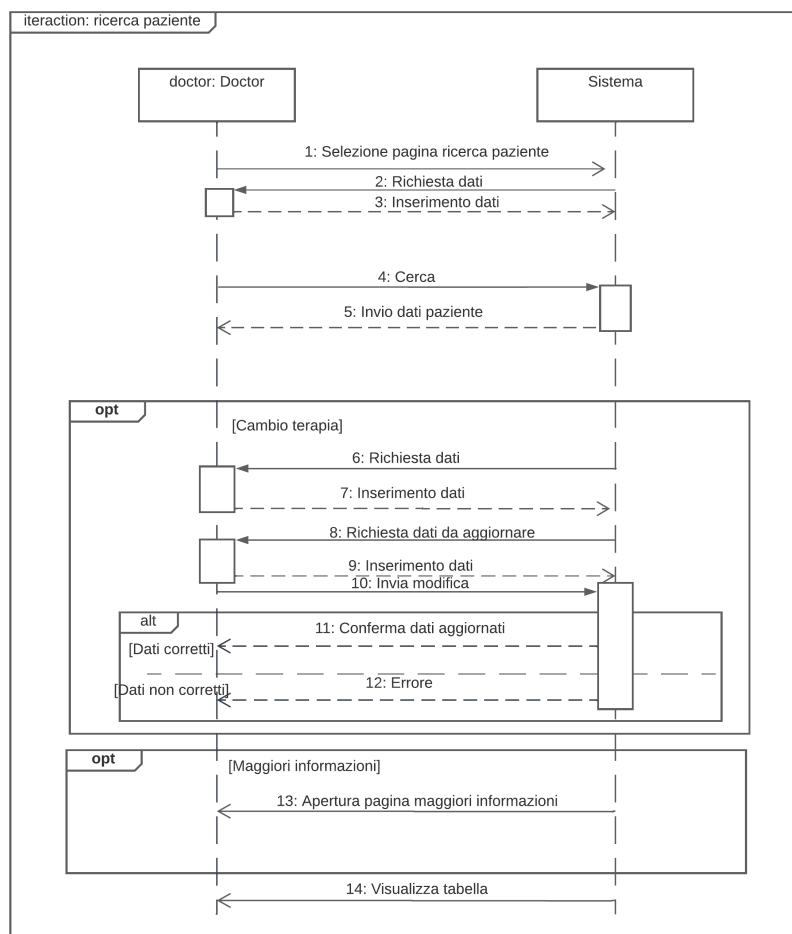 iteraction: ricerca paziente
doctor: Doctor
Sistema
1: Selezione pagina ricerca paziente
2: Richiesta dati
3: Inserimento dati
4: Cerca
5: Invio dati paziente
opt
[Cambio terapia]
6: Richiesta dati
7: Inserimento dati
8: Richiesta dati da aggiornare
9: Inserimento dati
10: Invia modifica
alt
11: Conferma dati aggiornati
[Dati corretti]
12: Errore
[Dati non corretti]
opt
[Maggiori informazioni]
13: Apertura pagina maggiori informazioni
14: Visualizza tabella